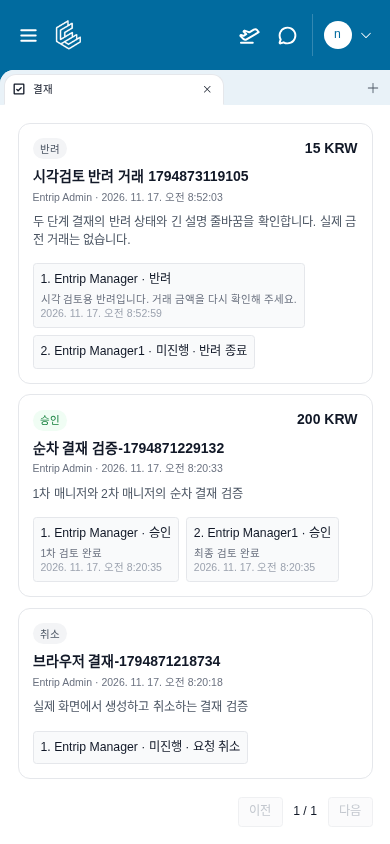 n
결재
반려
15 KRW
시각검토 반려 거래 1794873119105
Entrip Admin · 2026. 11. 17. 오전 8:52:03
두 단계 결재의 반려 상태와 긴 설명 줄바꿈을 확인합니다. 실제 금
전 거래는 없습니다.
1. Entrip Manager · 반려
시각 검토용 반려입니다. 거래 금액을 다시 확인해 주세요.
2026. 11. 17. 오전 8:52:59
2. Entrip Manager1 · 미진행 · 반려 종료
승인
200 KRW
순차 결재 검증-1794871229132
Entrip Admin · 2026. 11. 17. 오전 8:20:33
1차 매니저와 2차 매니저의 순차 결재 검증
1. Entrip Manager · 승인
1차 검토 완료
2026. 11. 17. 오전 8:20:35
2. Entrip Manager1 · 승인
최종 검토 완료
2026. 11. 17. 오전 8:20:35
취소
브라우저 결재-1794871218734
Entrip Admin · 2026. 11. 17. 오전 8:20:18
실제 화면에서 생성하고 취소하는 결재 검증
1. Entrip Manager · 미진행 · 요청 취소
이전
1 / 1
다음